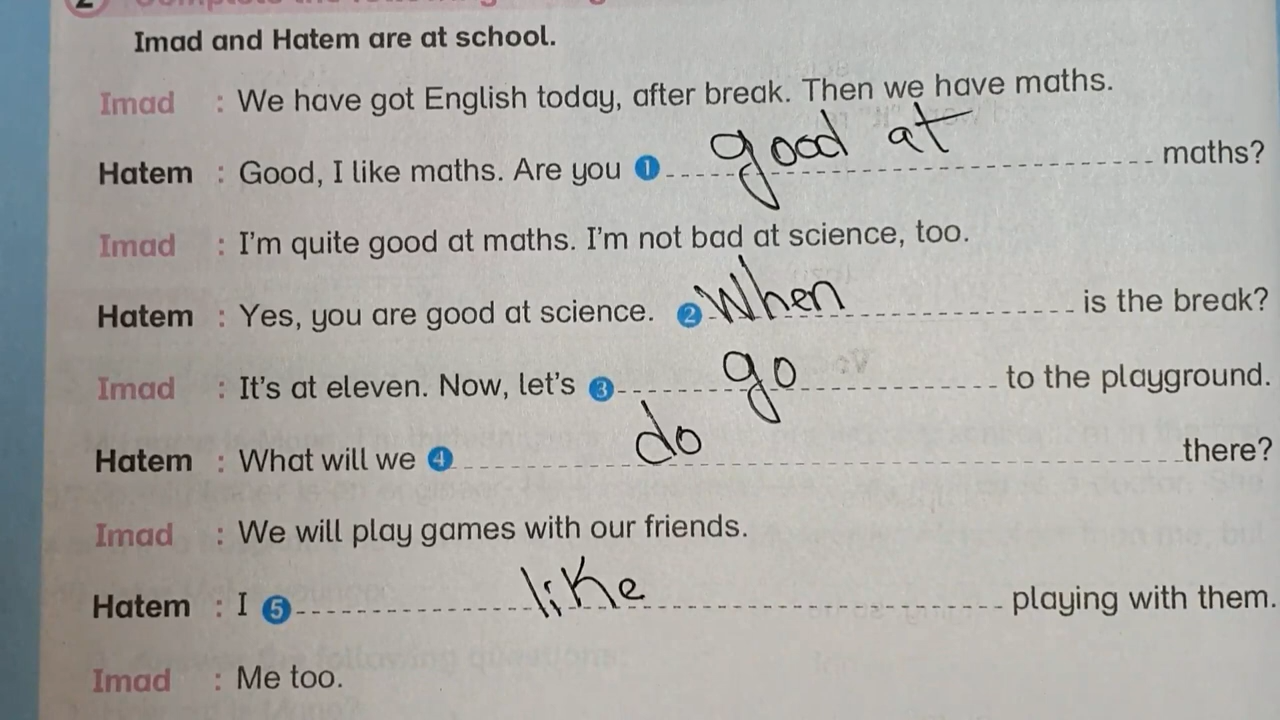 2 Complete the following
Imad and Hatem are at school.
Imad : We have got English today, after break. Then we have maths.
Hatem : Good, I like maths. Are you 1 good at maths?
Imad : I'm quite good at maths. I'm not bad at science, too.
Hatem : Yes, you are good at science. 2 When is the break?
Imad : It's at eleven. Now, let's 3 go to the playground.
Hatem : What will we 4 do there?
Imad : We will play games with our friends.
Hatem : I 5 like playing with them.
Imad : Me too.